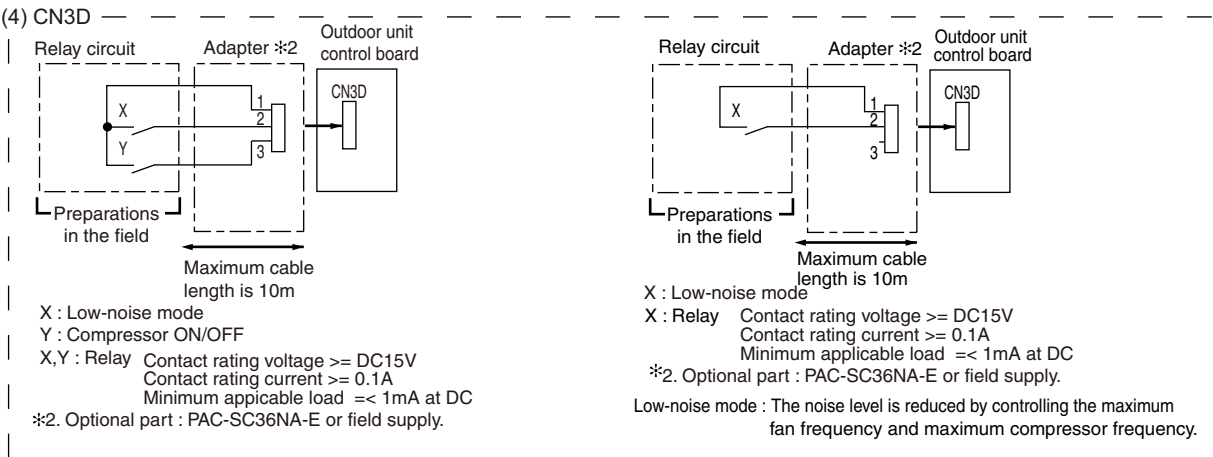 (4) CN3D
Relay circuit
Adapter ✻2
Outdoor unit
control board
CN3D
X
Y
1
2
3
Preparations
in the field
Maximum cable
length is 10m
X : Low-noise mode
Y : Compressor ON/OFF
X,Y : Relay Contact rating voltage >= DC15V
Contact rating current >= 0.1A
Minimum appicable load =< 1mA at DC
✻2. Optional part : PAC-SC36NA-E or field supply.
Relay circuit
Adapter ✻2
Outdoor unit
control board
CN3D
X
1
2
3
Preparations
in the field
Maximum cable
length is 10m
X : Low-noise mode
X : Relay Contact rating voltage >= DC15V
Contact rating current >= 0.1A
Minimum applicable load =< 1mA at DC
✻2. Optional part : PAC-SC36NA-E or field supply.
Low-noise mode : The noise level is reduced by controlling the maximum
fan frequency and maximum compressor frequency.